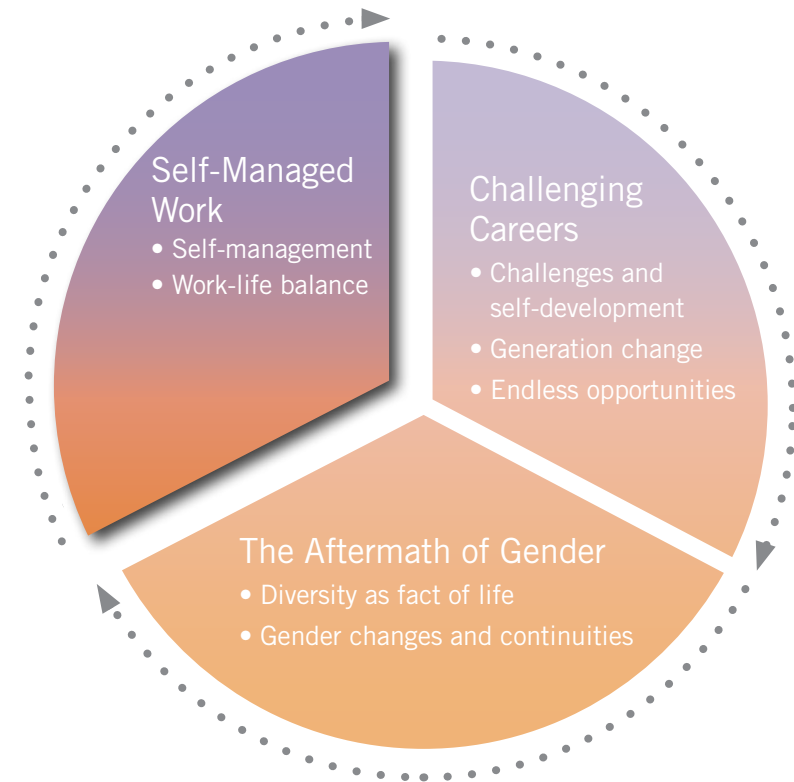 Self-Managed
Work
• Self-management
• Work-life balance
Challenging
Careers
• Challenges and
self-development
• Generation change
• Endless opportunities
The Aftermath of Gender
• Diversity as fact of life
• Gender changes and continuities